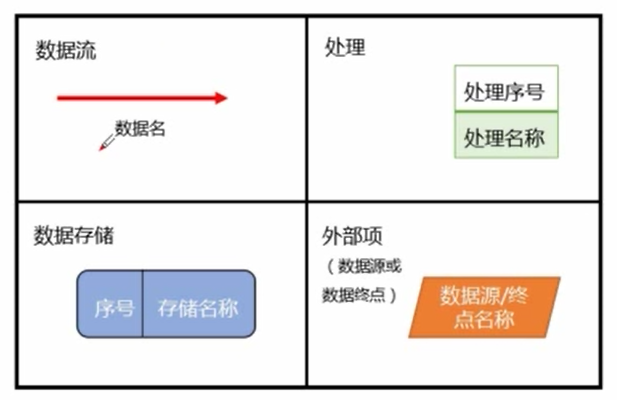 数据流
数据名
处理
处理序号
处理名称
数据存储
序号
存储名称
外部项
（数据源或
数据终点）
数据源/终
点名称